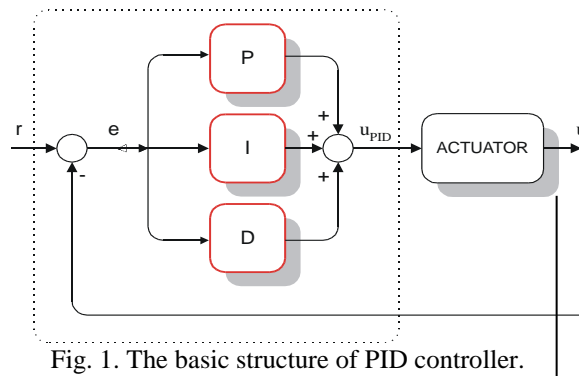 P
+
r
e
+
u_PID
u
I
ACTUATOR
-
+
D
Fig. 1. The basic structure of PID controller.